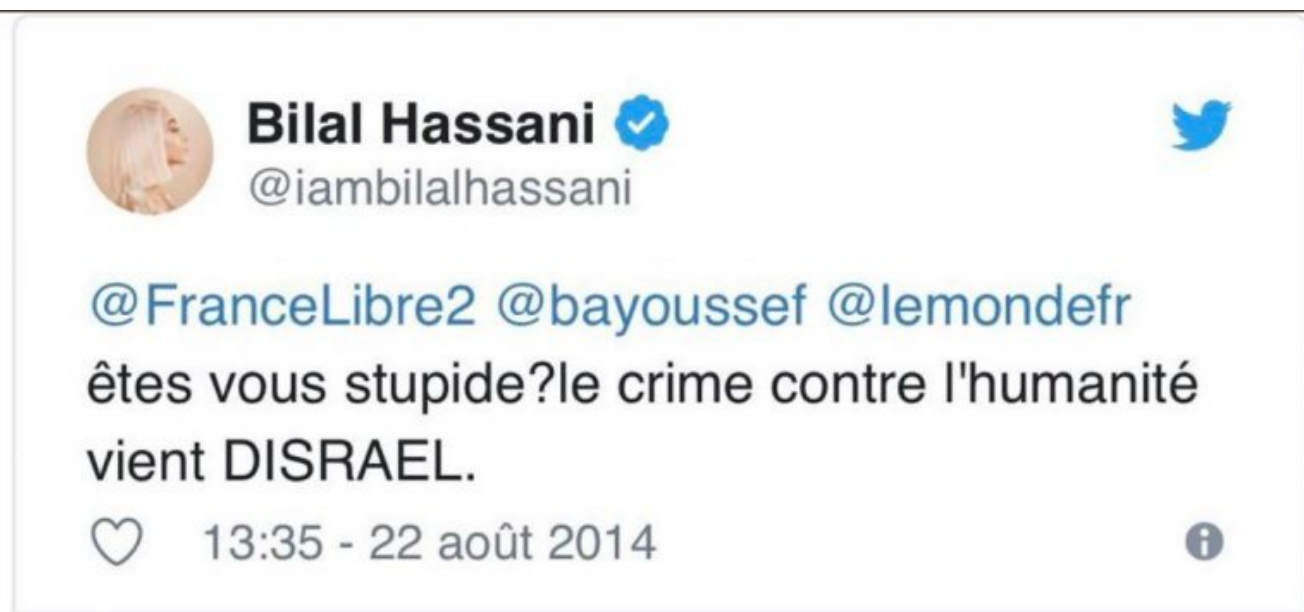 Bilal Hassani
@iambilalhassani
@FranceLibre2 @bayoussef @lemondefr
êtes vous stupide?le crime contre l'humanité
vient DISRAEL.
13:35 - 22 août 2014